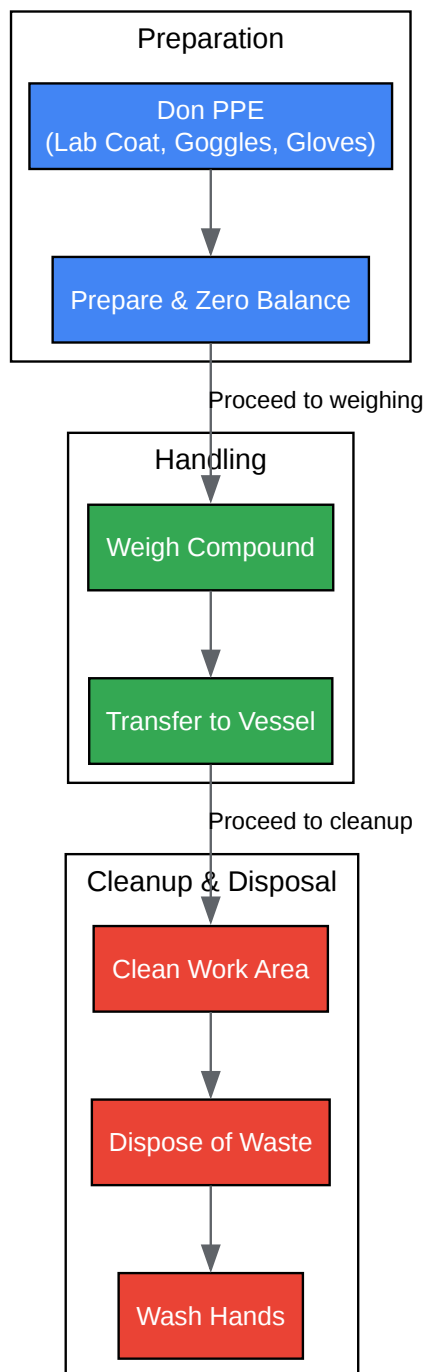 Preparation
Don PPE
(Lab Coat, Goggles, Gloves)
Prepare & Zero Balance
Proceed to weighing
Handling
Weigh Compound
Transfer to Vessel
Proceed to cleanup
Cleanup & Disposal
Clean Work Area
Dispose of Waste
Wash Hands